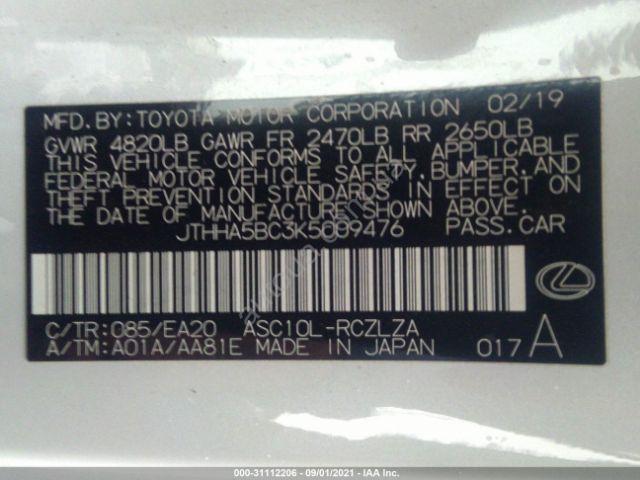 MFD.BY:TOYOTA MOTOR CORPORATION 02/19
GVWR 4820LB GAWR FR 2470LB RR 2650LB
THIS VEHICLE CONFORMS TO ALL APPLICABLE
FEDERAL MOTOR VEHICLE SAFETY,BUMPER,AND
THEFT PREVENTION STANDARDS IN EFFECT ON
THE DATE OF MANUFACTURE SHOWN ABOVE.
JTHHA5BC3K5009476 PASS.CAR
C/TR:085/EA20 ASC10L-RCZLZA
A/TM:A01A/AA81E MADE IN JAPAN 017A
000-31112206 - 09/01/2021 - IAA Inc.